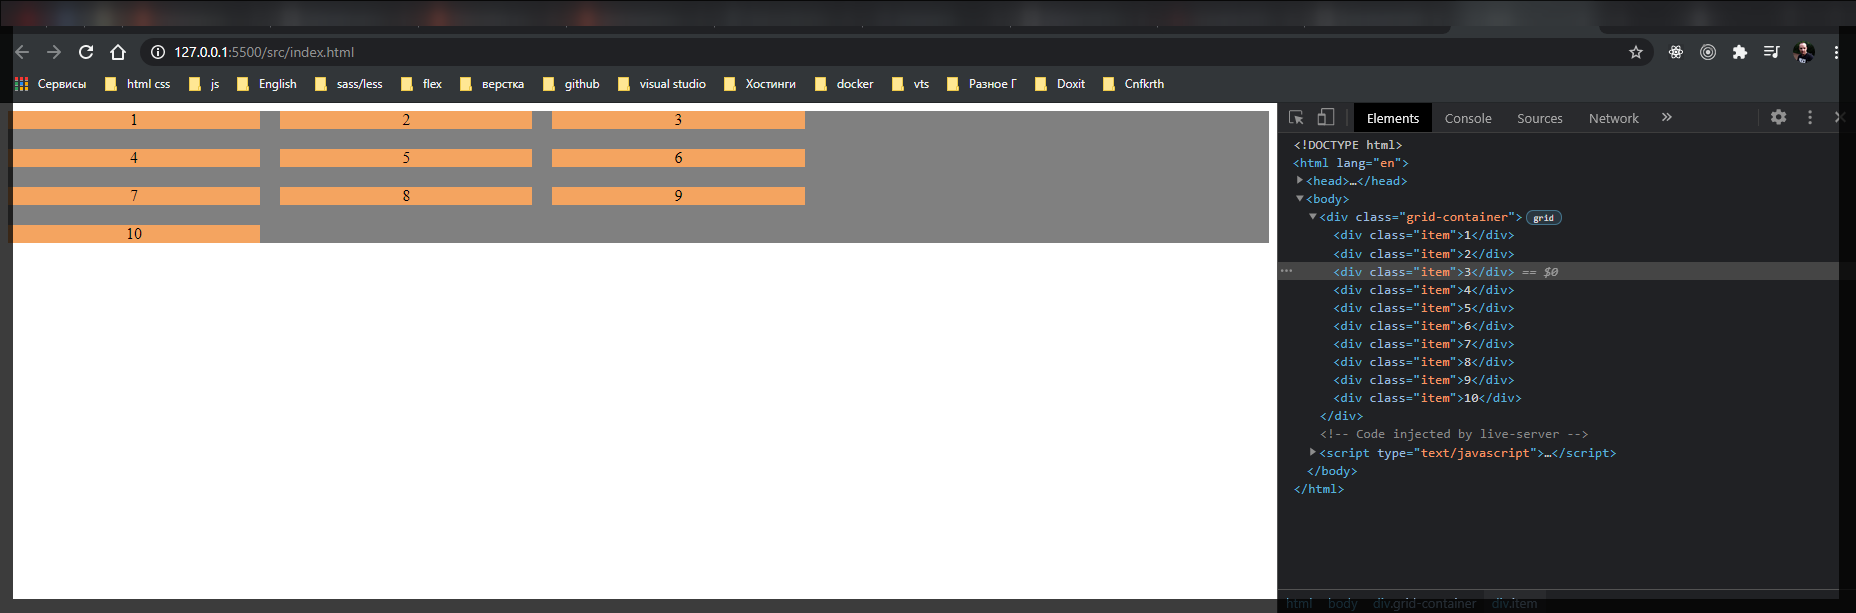 127.0.0.1:5500/src/index.html
Сервисы html css js English sass/less flex верстка github visual studio Хостинги docker vts Разное Г Doxit Cnfkrth
1 2 3
4 5 6
7 8 9
10
Elements Console Sources Network »
<!DOCTYPE html>
<html lang="en">
<head>…</head>
<body>
<div class="grid-container"> grid
<div class="item">1</div>
<div class="item">2</div>
<div class="item">3</div> == $0
<div class="item">4</div>
<div class="item">5</div>
<div class="item">6</div>
<div class="item">7</div>
<div class="item">8</div>
<div class="item">9</div>
<div class="item">10</div>
</div>
<!-- Code injected by live-server -->
<script type="text/javascript">…</script>
</body>
</html>
html body div.grid-container div.item